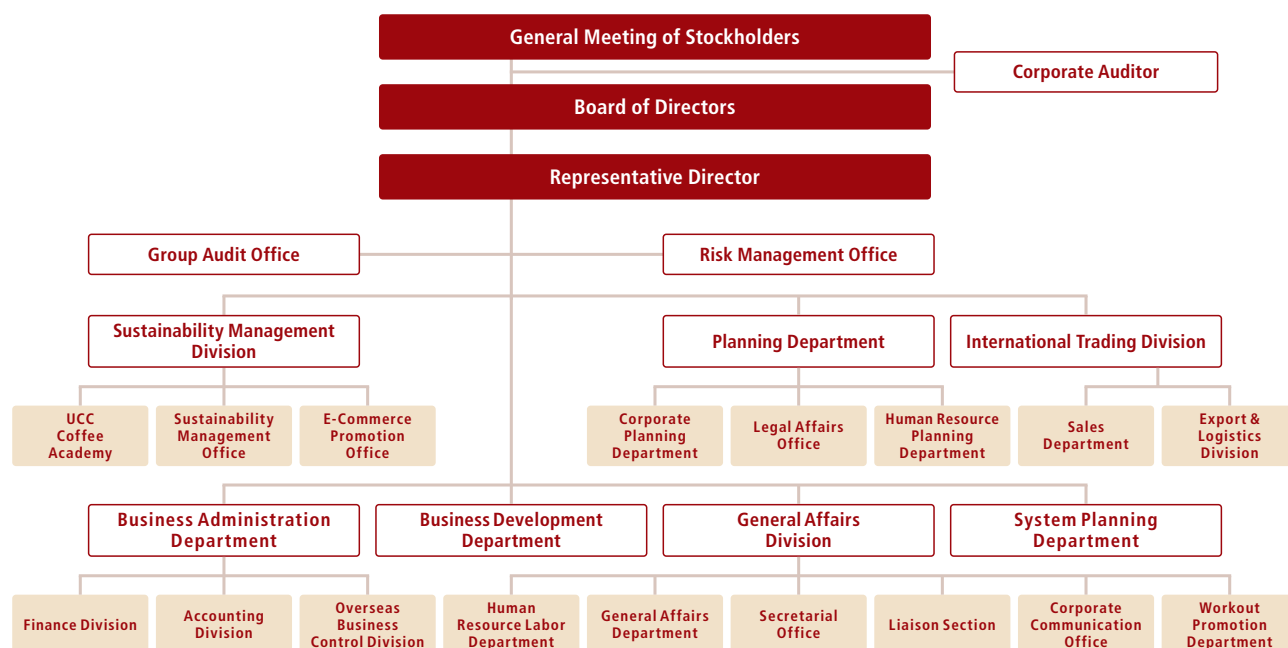 General Meeting of Stockholders
Corporate Auditor
Board of Directors
Representative Director
Group Audit Office
Risk Management Office
Sustainability Management
Division
Planning Department
International Trading Division
UCC
Coffee
Academy
Sustainability
Management
Office
E-Commerce
Promotion
Office
Corporate
Planning
Department
Legal Affairs
Office
Human Resource
Planning
Department
Sales
Department
Export &
Logistics
Division
Business Administration
Department
Business Development
Department
General Affairs
Division
System Planning
Department
Finance Division
Accounting
Division
Overseas
Business
Control Division
Human
Resource Labor
Department
General Affairs
Department
Secretarial
Office
Liaison Section
Corporate
Communication
Office
Workout
Promotion
Department